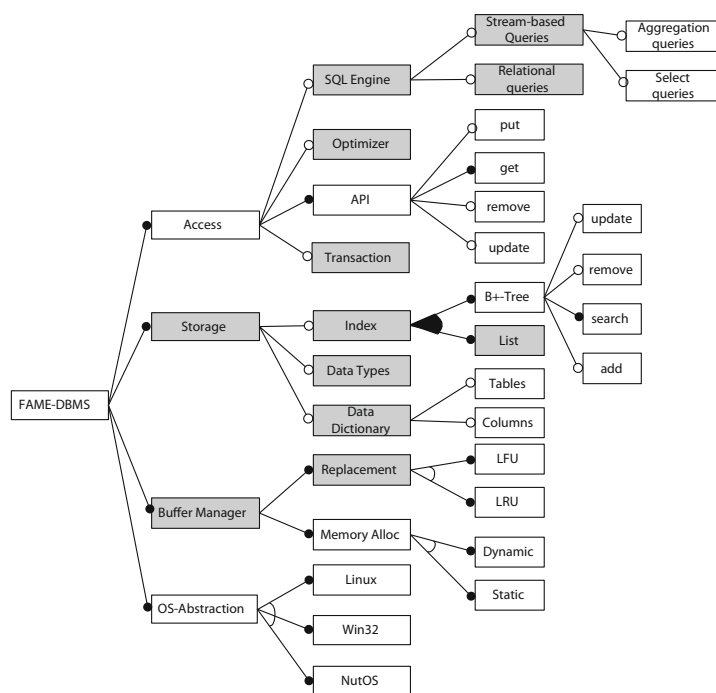 Stream-based
Queries
Aggregation
queries
SQL Engine
Relational
queries
Select
queries
put
Optimizer
get
API
remove
Access
update
update
Transaction
remove
B+-Tree
Storage
Index
search
List
Data Types
add
Tables
FAME-DBMS
Data
Dictionary
Columns
LFU
Replacement
LRU
Buffer Manager
Memory Alloc
Dynamic
Linux
Static
OS-Abstraction
Win32
NutOS